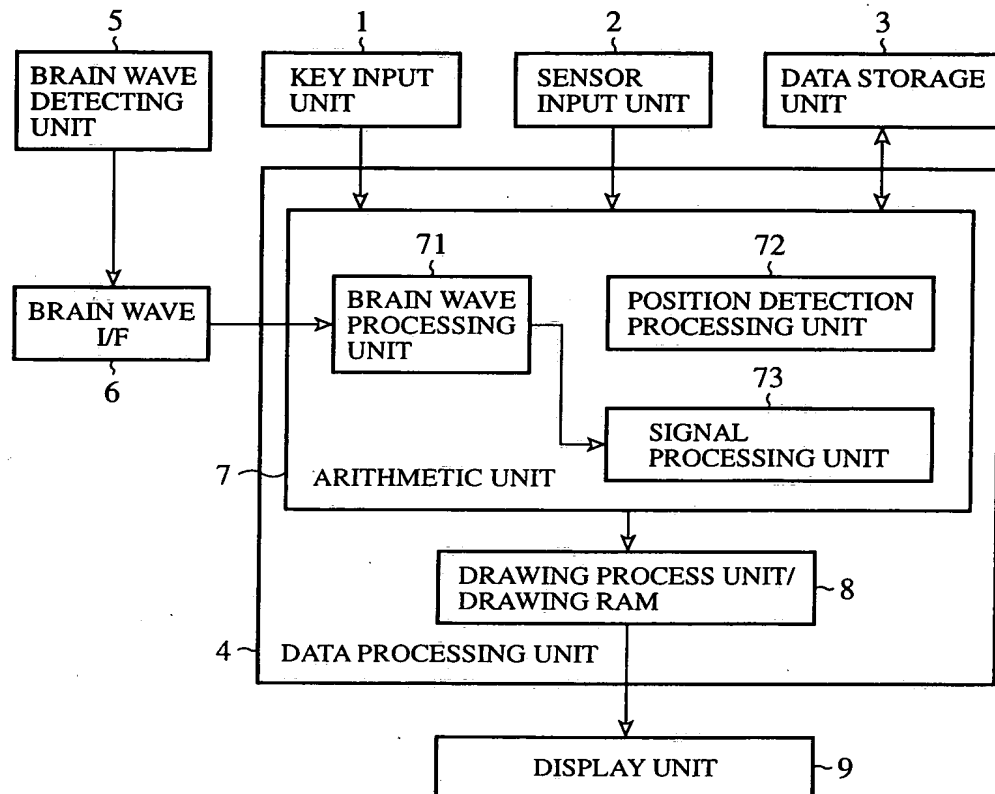 5
BRAIN WAVE
DETECTING
UNIT
1
KEY INPUT
UNIT
2
SENSOR
INPUT UNIT
3
DATA STORAGE
UNIT
BRAIN WAVE
I/F
6
71
BRAIN WAVE
PROCESSING
UNIT
72
POSITION DETECTION
PROCESSING UNIT
73
SIGNAL
PROCESSING UNIT
7
ARITHMETIC UNIT
DRAWING PROCESS UNIT/
DRAWING RAM
8
4
DATA PROCESSING UNIT
DISPLAY UNIT
9